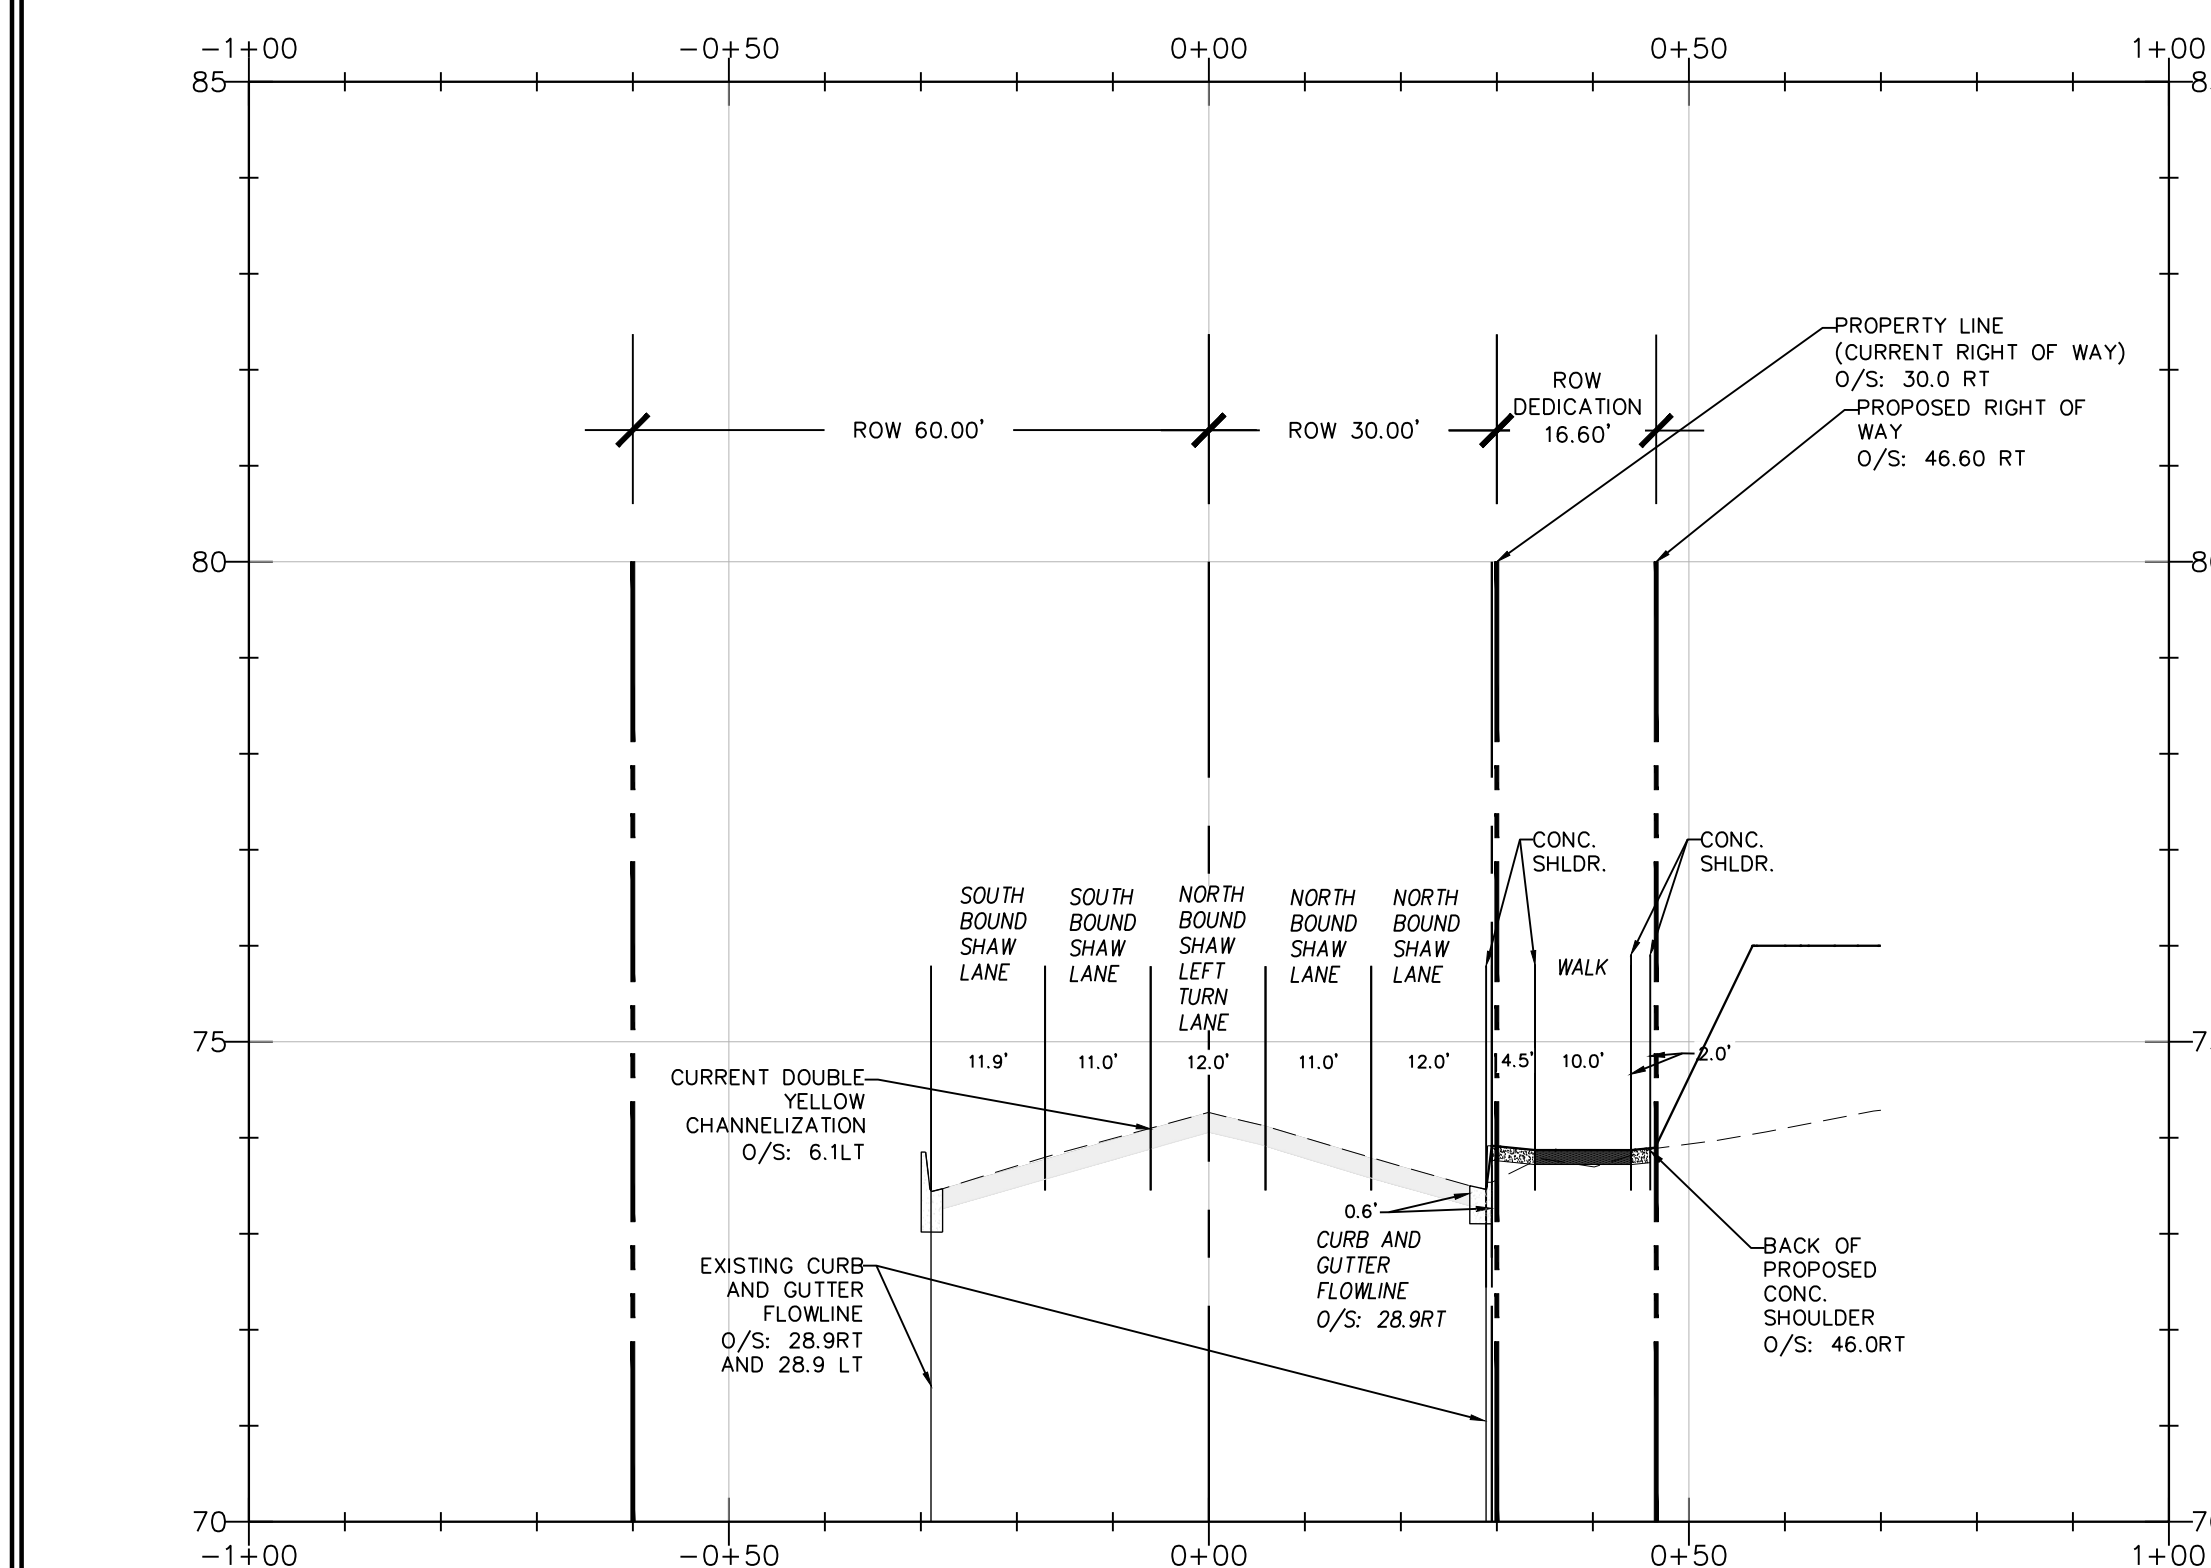 -1+00
-0+50
0+00
0+50
1+00
85
PROPERTY LINE
(CURRENT RIGHT OF WAY)
O/S: 30.0 RT
PROPOSED RIGHT OF
WAY
O/S: 46.60 RT
ROW 60.00'
ROW 30.00'
ROW
DEDICATION
16.60'
80
CONC.
SHLDR.
CONC.
SHLDR.
SOUTH
BOUND
SHAW
LANE
SOUTH
BOUND
SHAW
LANE
NORTH
BOUND
SHAW
LEFT
TURN
LANE
NORTH
BOUND
SHAW
LANE
NORTH
BOUND
SHAW
LANE
WALK
75
11.9'
11.0'
12.0'
11.0'
12.0'
4.5'
10.0'
2.0'
CURRENT DOUBLE
YELLOW
CHANNELIZATION
O/S: 6.1LT
0.6'
CURB AND
GUTTER
FLOWLINE
O/S: 28.9RT
EXISTING CURB
AND GUTTER
FLOWLINE
O/S: 28.9RT
AND 28.9 LT
BACK OF
PROPOSED
CONC.
SHOULDER
O/S: 46.0RT
70
-1+00
-0+50
0+00
0+50
1+00